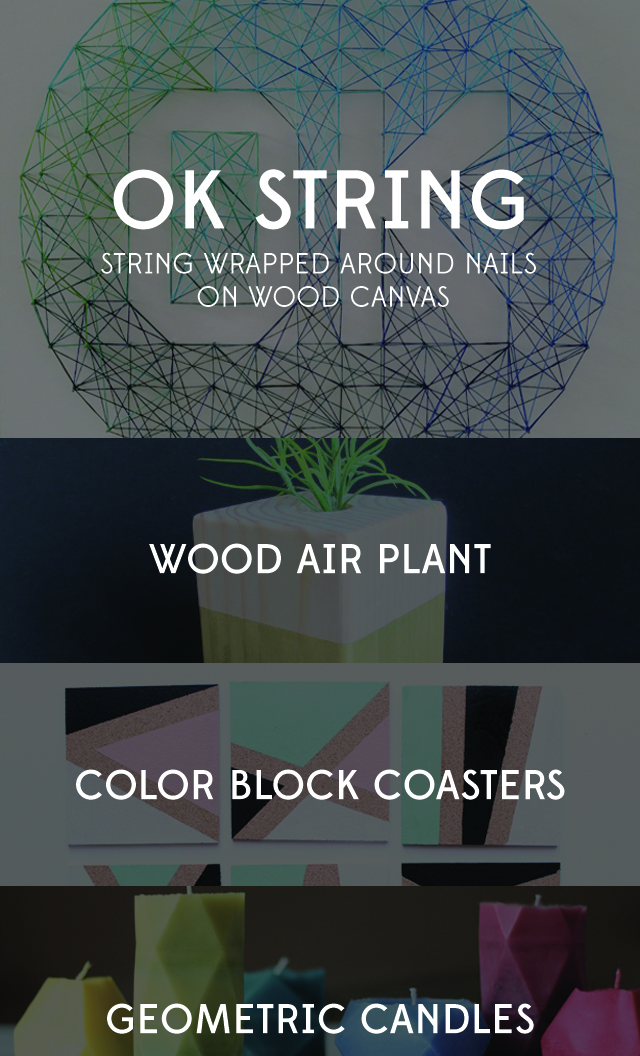 OK STRING
STRING WRAPPED AROUND NAILS
ON WOOD CANVAS
WOOD AIR PLANT
COLOR BLOCK COASTERS
GEOMETRIC CANDLES